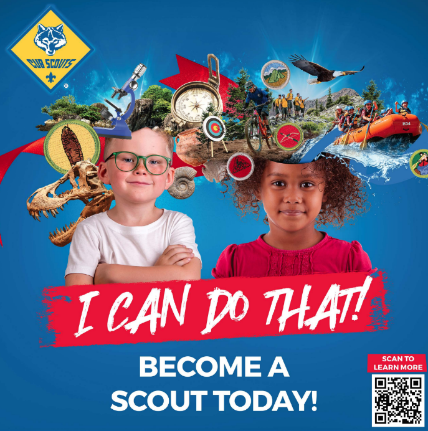 CUB SCOUTS
I CAN DO THAT!
BECOME A
SCOUT TODAY!
SCAN TO
LEARN MORE